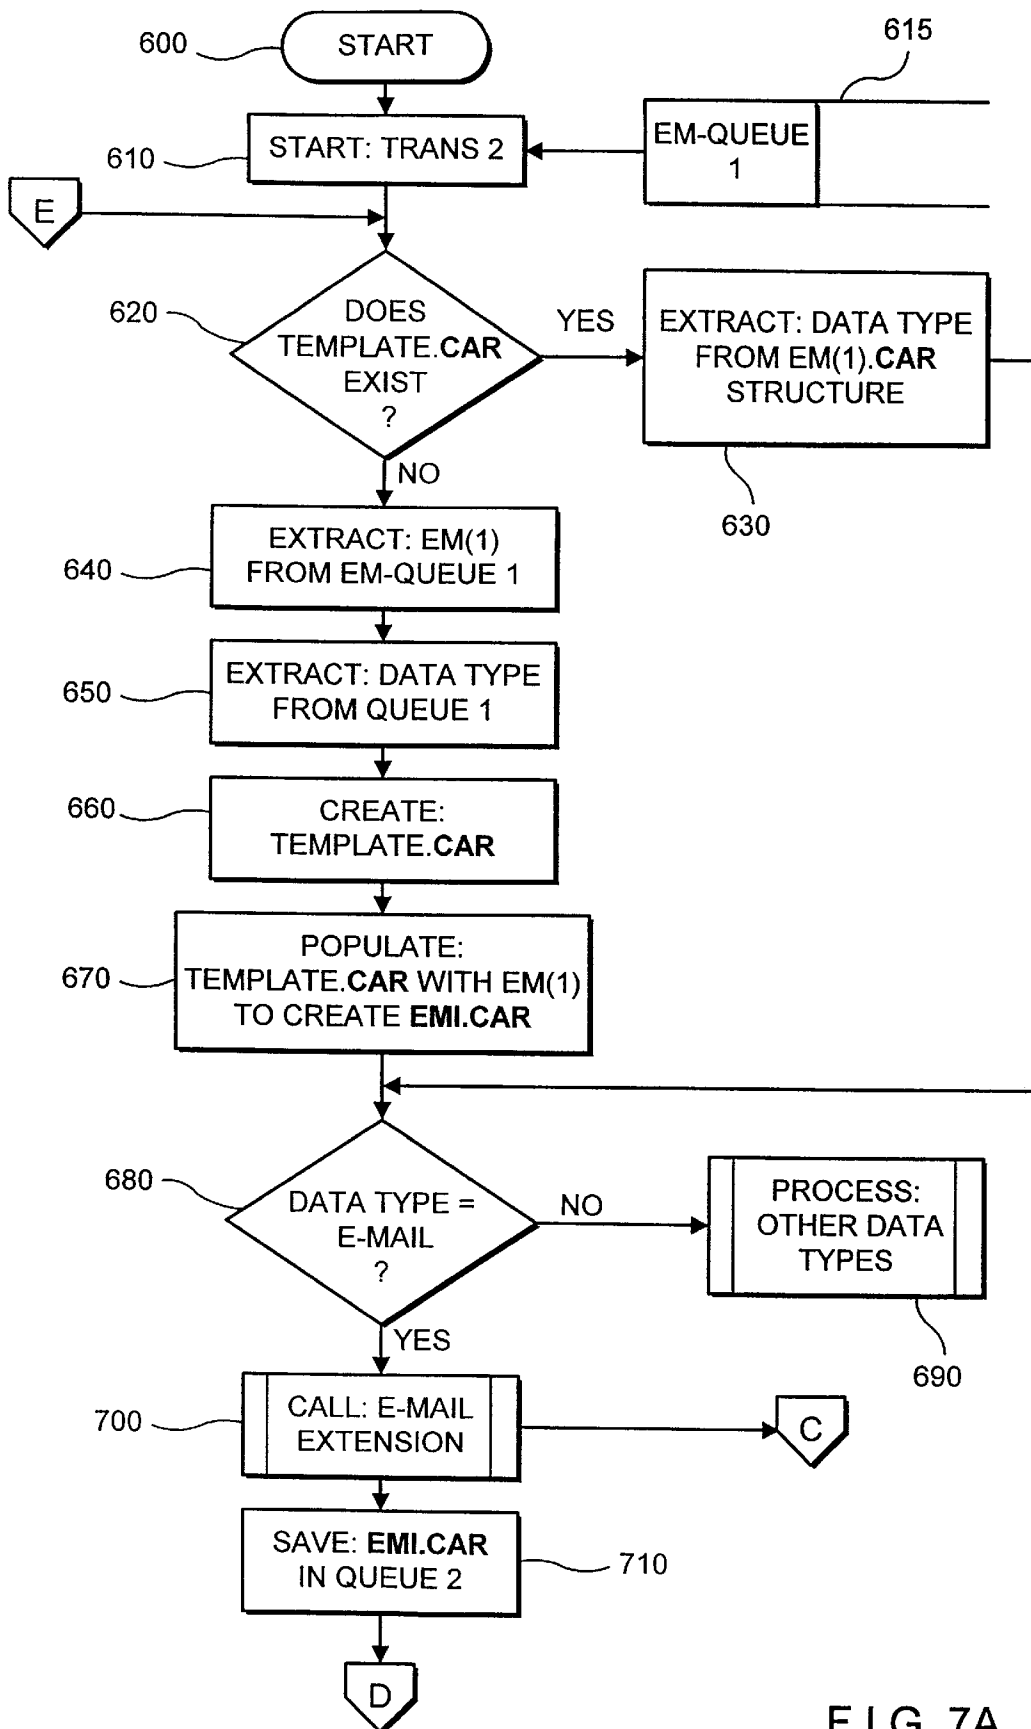 600
START
615
610
START: TRANS 2
EM-QUEUE
1
E
620
DOES
TEMPLATE.CAR
EXIST
?
YES
EXTRACT: DATA TYPE
FROM EM(1).CAR
STRUCTURE
630
NO
640
EXTRACT: EM(1)
FROM EM-QUEUE 1
650
EXTRACT: DATA TYPE
FROM QUEUE 1
660
CREATE:
TEMPLATE.CAR
670
POPULATE:
TEMPLATE.CAR WITH EM(1)
TO CREATE EMI.CAR
680
DATA TYPE =
E-MAIL
?
NO
PROCESS:
OTHER DATA
TYPES
690
YES
700
CALL: E-MAIL
EXTENSION
C
SAVE: EMI.CAR
IN QUEUE 2
710
D
FIG. 7A